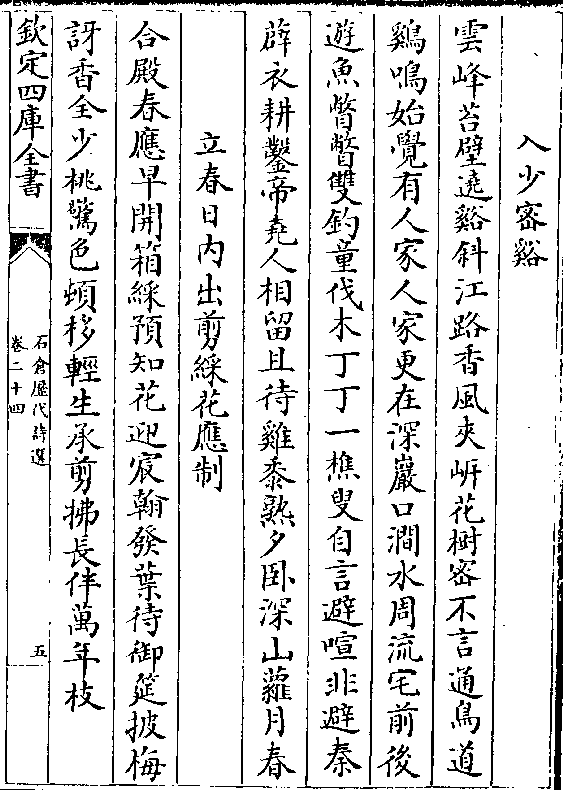 入少密谿
雲峰苔壁遶谿斜江路香風夾岍花樹密不言通鳥道
鷄鳴始覺有人家人家更在深巖口澗水周流宅前後
遊魚瞥瞥雙釣童伐木丁丁一樵叟自言避喧非避秦
薜衣耕鑿帝堯人相留且待雞黍熟夕卧深山蘿月春
立春日内出剪綵花應制
合殿春應早開箱綵預知花迎宸翰發葉待御筵披梅
訝香全少桃驚色頓移輕生承剪拂長伴萬年枝
欽定四庫全書
石倉歷代詩選
卷二十四
五